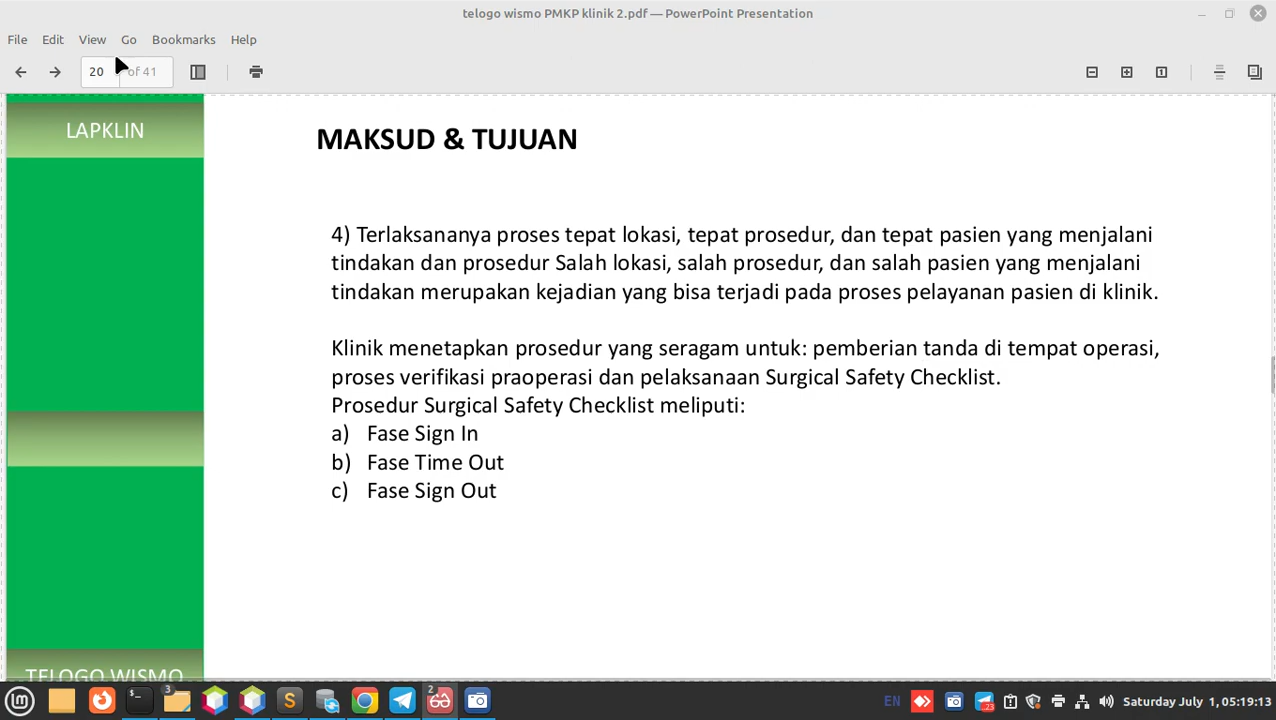 telogo wismo PMKP klinik 2.pdf — PowerPoint Presentation
File Edit View Go Bookmarks Help
20 of 41
LAPKLIN
MAKSUD & TUJUAN
4) Terlaksananya proses tepat lokasi, tepat prosedur, dan tepat pasien yang menjalani
tindakan dan prosedur Salah lokasi, salah prosedur, dan salah pasien yang menjalani
tindakan merupakan kejadian yang bisa terjadi pada proses pelayanan pasien di klinik.
Klinik menetapkan prosedur yang seragam untuk: pemberian tanda di tempat operasi,
proses verifikasi praoperasi dan pelaksanaan Surgical Safety Checklist.
Prosedur Surgical Safety Checklist meliputi:
a) Fase Sign In
b) Fase Time Out
c) Fase Sign Out
TELOGO WISMO
3 2 EN 23 Saturday July 1, 05:19:13